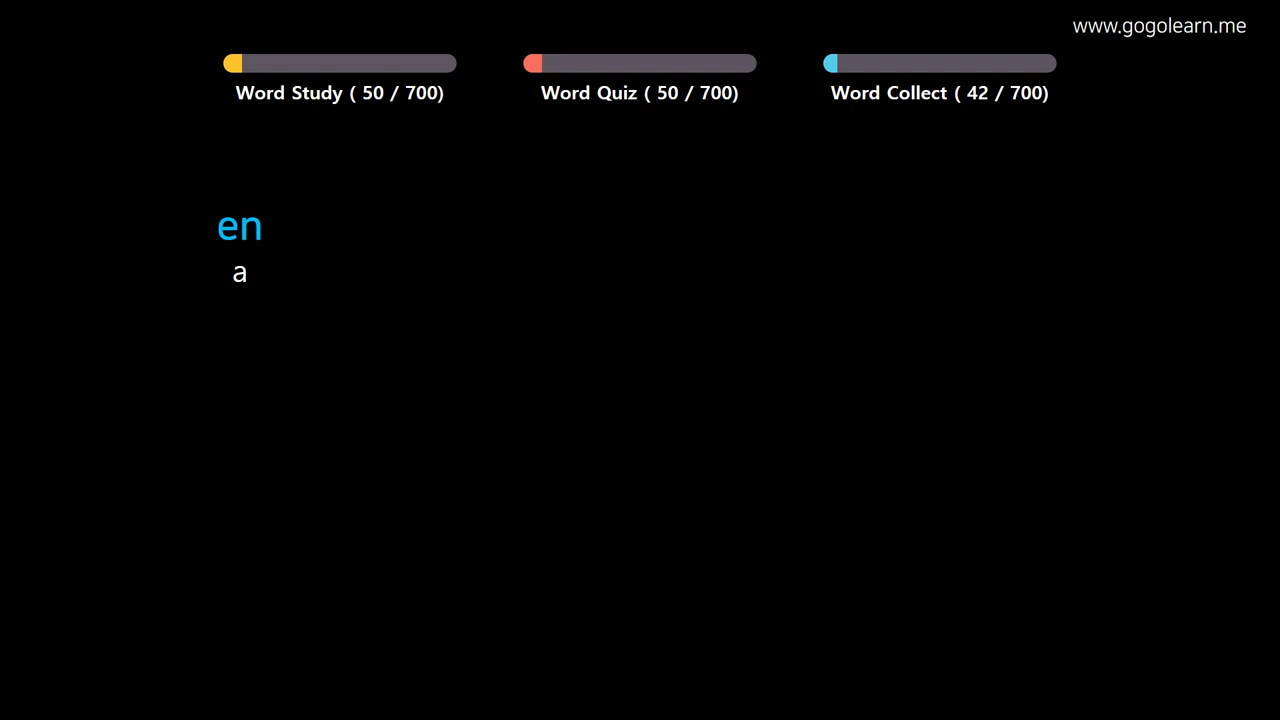 www.gogolearn.me
Word Study ( 50 / 700)
Word Quiz ( 50 / 700)
Word Collect ( 42 / 700)
en
a